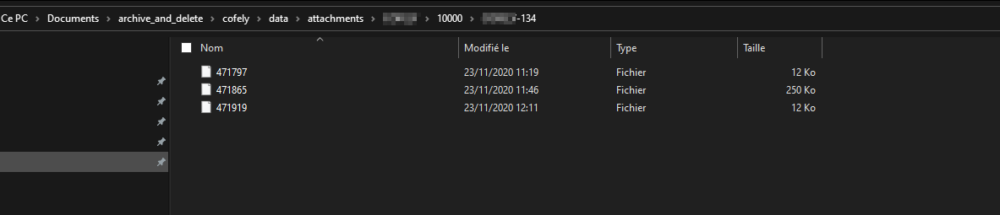 Ce PC > Documents > archive_and_delete > cofely > data > attachments > > 10000 > -134
Nom Modifié le Type Taille
471797 23/11/2020 11:19 Fichier 12 Ko
471865 23/11/2020 11:46 Fichier 250 Ko
471919 23/11/2020 12:11 Fichier 12 Ko